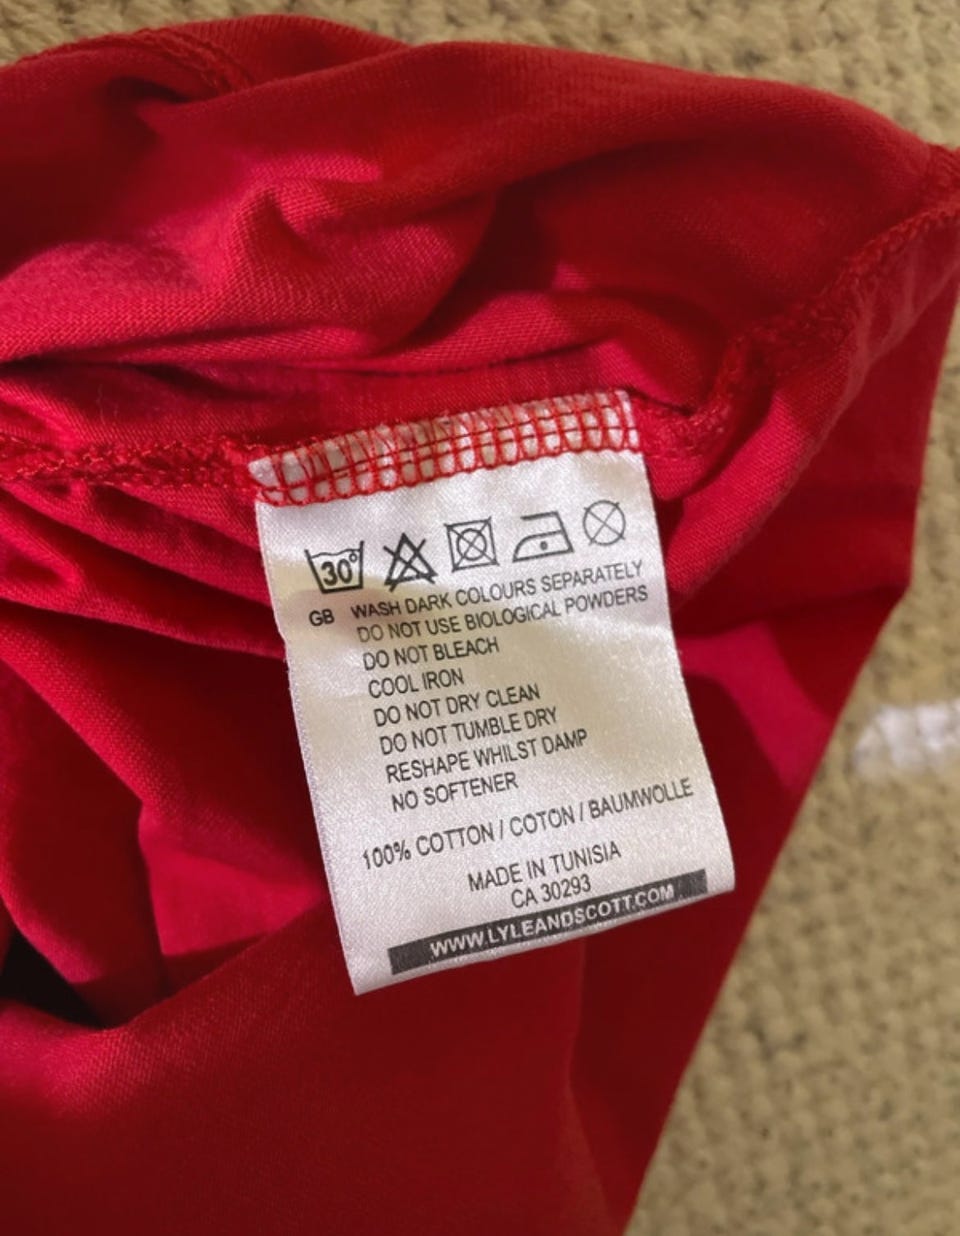 30°
GB WASH DARK COLOURS SEPARATELY
DO NOT USE BIOLOGICAL POWDERS
DO NOT BLEACH
COOL IRON
DO NOT DRY CLEAN
DO NOT TUMBLE DRY
RESHAPE WHILST DAMP
NO SOFTENER
100% COTTON / COTON / BAUMWOLLE
MADE IN TUNISIA
CA 30293
WWW.LYLEANDSCOTT.COM